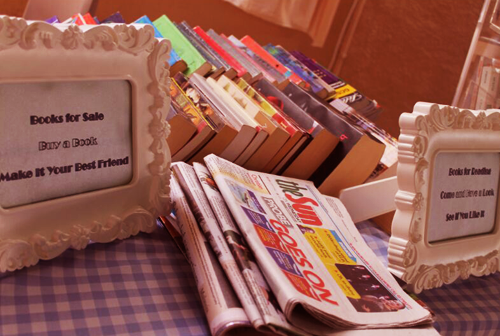 Books for Sale
Buy a Book
Make It Your Best Friend
the Sun
GOES ON
Books for Reading
Come and Have a Look
See If You Like It